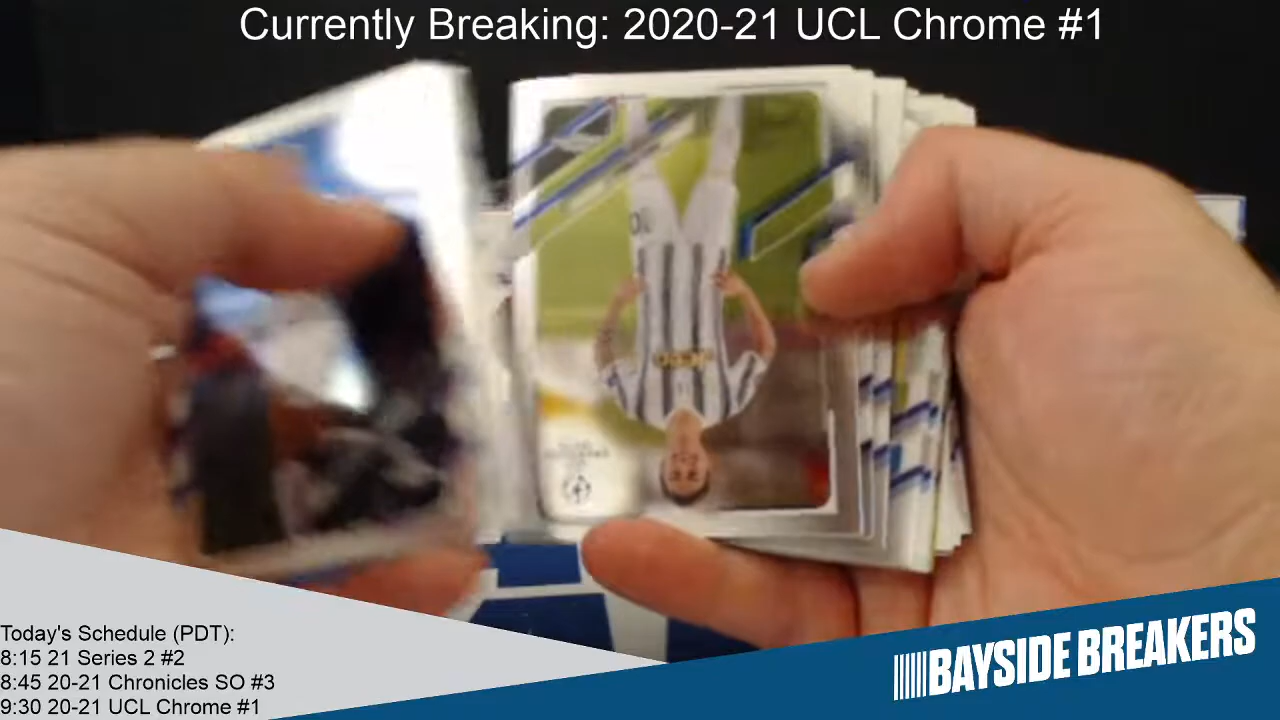 Currently Breaking: 2020-21 UCL Chrome #1
Today's Schedule (PDT):
8:15 21 Series 2 #2
8:45 20-21 Chronicles SO #3
9:30 20-21 UCL Chrome #1
BAYSIDE BREAKERS